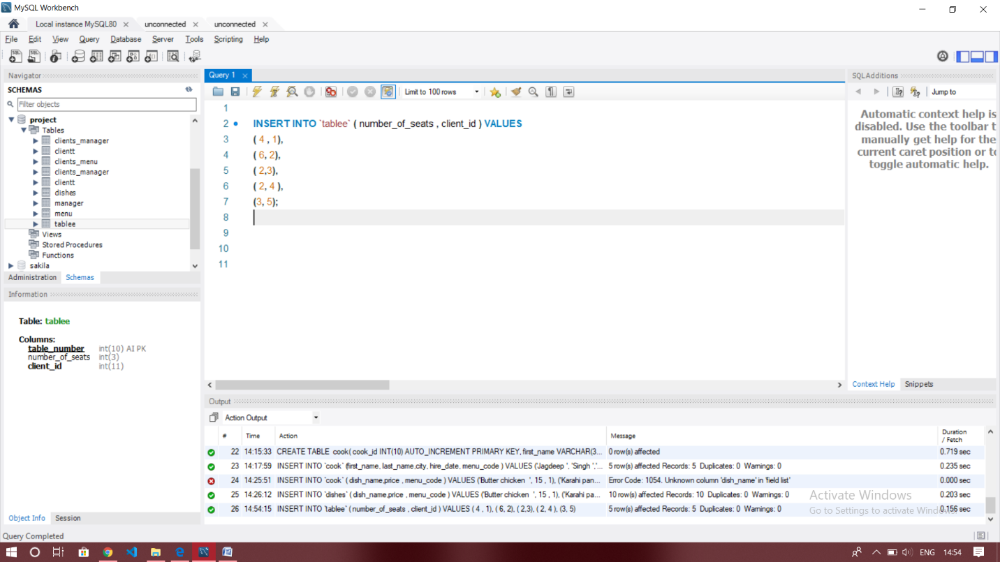 MySQL Workbench
Local instance MySQL80 unconnected unconnected
File Edit View Query Database Server Tools Scripting Help
Navigator
SCHEMAS
Filter objects
project
Tables
clients_manager
clientt
clients_menu
clients_manager
clientt
dishes
manager
menu
tablee
Views
Stored Procedures
Functions
sakila
Administration Schemas
Information
Table: tablee
Columns:
table_number int(10) AI PK
number_of_seats int(3)
client_id int(11)
Object Info Session
Query 1
Limit to 100 rows
1
2 INSERT INTO `tablee` ( number_of_seats , client_id ) VALUES
3 ( 4 , 1),
4 ( 6, 2),
5 ( 2,3),
6 ( 2, 4 ),
7 (3, 5);
8
9
10
11
SQLAdditions
Jump to
Automatic context help is
disabled. Use the toolbar t
manually get help for the
current caret position or to
toggle automatic help.
Context Help Snippets
Output
Action Output
# Time Action Message Duration / Fetch
22 14:15:33 CREATE TABLE cook( cook_id INT(10) AUTO_INCREMENT PRIMARY KEY, first_name VARCHAR(3... 0 row(s) affected 0.719 sec
23 14:17:59 INSERT INTO `cook` (first_name, last_name,city, hire_date, menu_code ) VALUES ('Jagdeep ', 'Singh ','... 5 row(s) affected Records: 5 Duplicates: 0 Warnings: 0 0.235 sec
24 14:25:51 INSERT INTO `cook` ( dish_name,price , menu_code ) VALUES ('Butter chicken ', 15 , 1), ('Karahi pan... Error Code: 1054. Unknown column 'dish_name' in 'field list' 0.000 sec
25 14:26:12 INSERT INTO `dishes` ( dish_name,price , menu_code ) VALUES ('Butter chicken ', 15 , 1), ('Karahi pa... 10 row(s) affected Records: 10 Duplicates: 0 Warnings: 0 0.203 sec
26 14:54:15 INSERT INTO `tablee` ( number_of_seats , client_id ) VALUES ( 4 , 1), ( 6, 2), ( 2,3), ( 2, 4 ), (3, 5) 5 row(s) affected Records: 5 Duplicates: 0 Warnings: 0 0.156 sec
Activate Windows
Go to Settings to activate Windows.
Query Completed
ENG 14:54